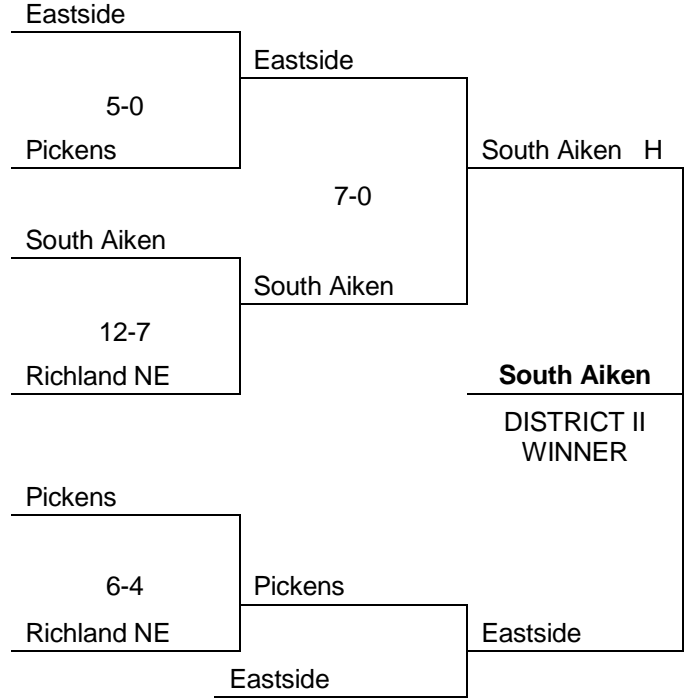 Eastside
Eastside
5-0
Pickens
South Aiken H
7-0
South Aiken
South Aiken
12-7
Richland NE
South Aiken
DISTRICT II
WINNER
Pickens
6-4
Pickens
Richland NE
Eastside
Eastside